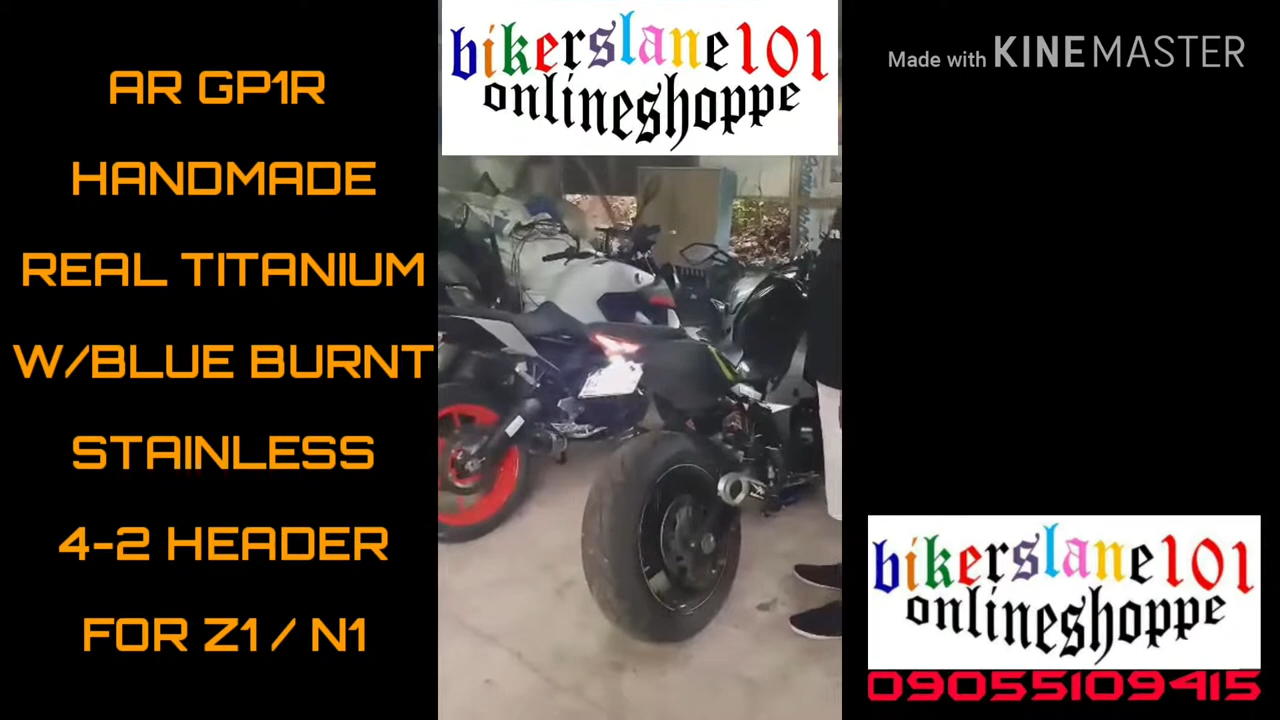 AR GP1R
HANDMADE
REAL TITANIUM
W/BLUE BURNT
STAINLESS
4-2 HEADER
FOR Z1 / N1
bikerslane101
onlineshoppe
Made with KINEMASTER
bikerslane101
onlineshoppe
09055109415